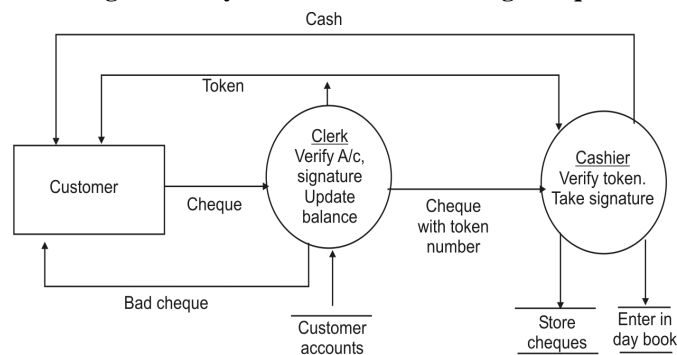 Cash
Token
Clerk
Verify A/c,
signature
Update
balance
Cashier
Verify token.
Take signature
Customer
Cheque
Cheque
with token
number
Bad cheque
Customer
accounts
Store
cheques
Enter in
day book